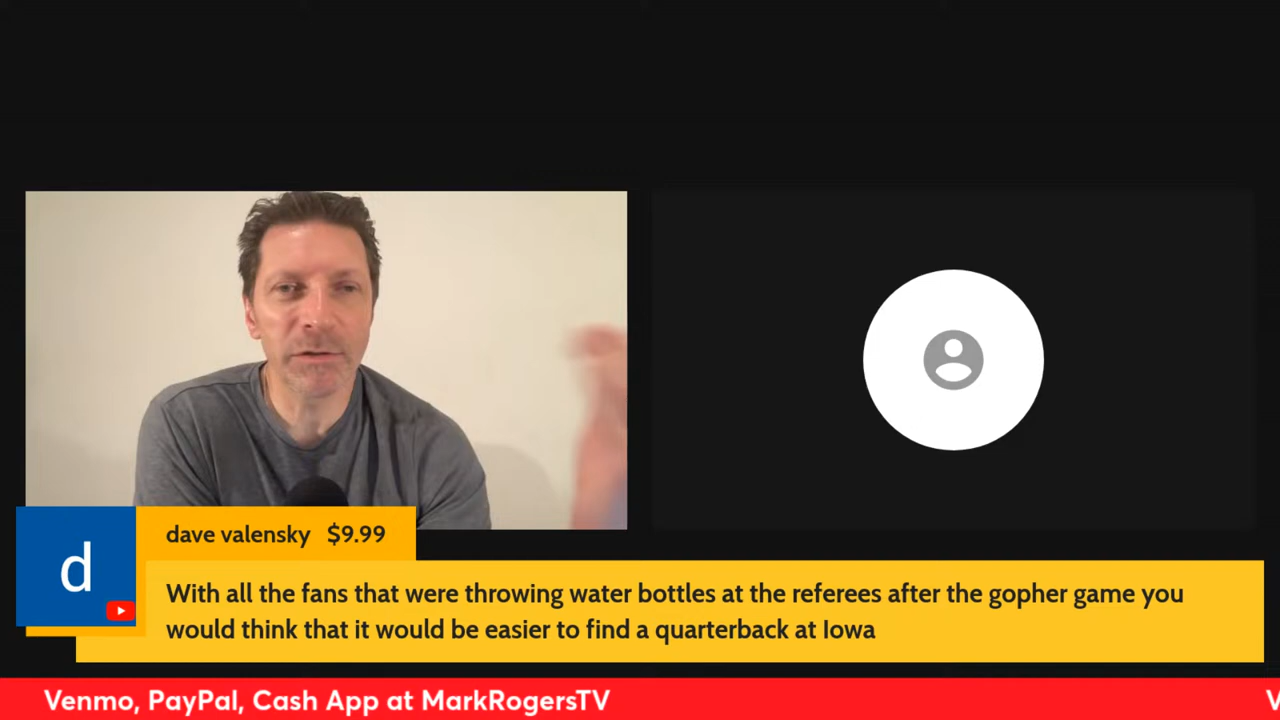 d
dave valensky $9.99
With all the fans that were throwing water bottles at the referees after the gopher game you
would think that it would be easier to find a quarterback at Iowa
Venmo, PayPal, Cash App at MarkRogersTV
V